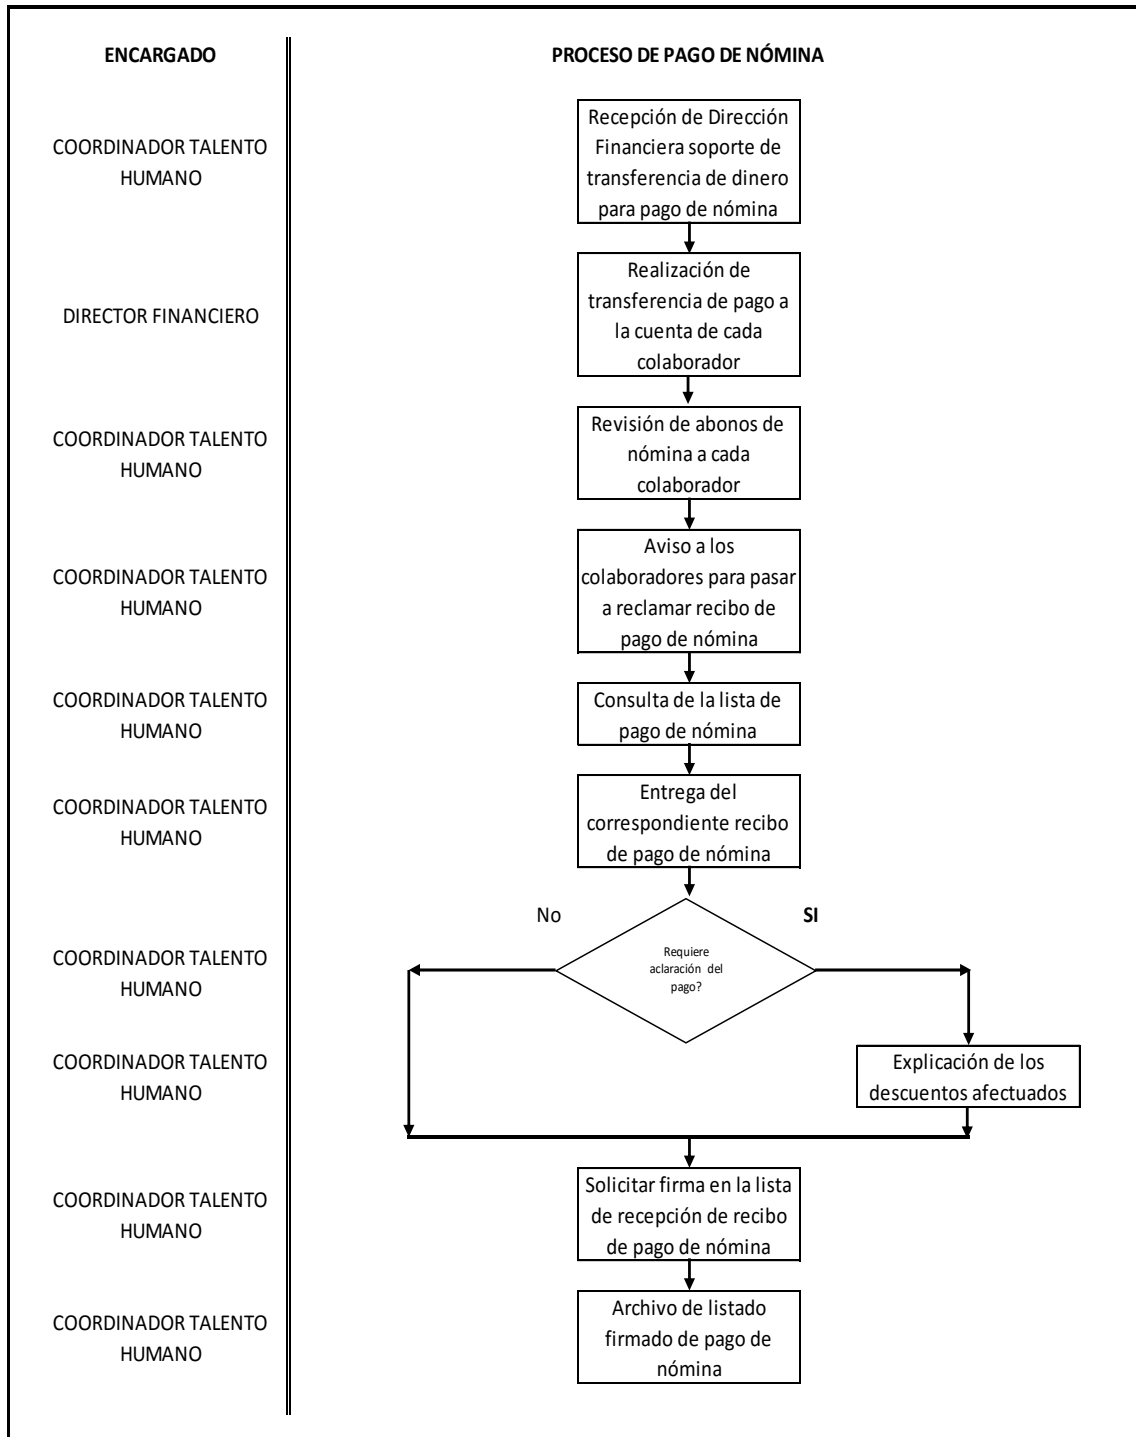 ENCARGADO
PROCESO DE PAGO DE NÓMINA
COORDINADOR TALENTO
HUMANO
Recepción de Dirección
Financiera soporte de
transferencia de dinero
para pago de nómina
DIRECTOR FINANCIERO
Realización de
transferencia de pago a
la cuenta de cada
colaborador
COORDINADOR TALENTO
HUMANO
Revisión de abonos de
nómina a cada
colaborador
COORDINADOR TALENTO
HUMANO
Aviso a los
colaboradores para pasar
a reclamar recibo de
pago de nómina
COORDINADOR TALENTO
HUMANO
Consulta de la lista de
pago de nómina
COORDINADOR TALENTO
HUMANO
Entrega del
correspondiente recibo
de pago de nómina
No
SI
COORDINADOR TALENTO
HUMANO
Requiere
aclaración del
pago?
COORDINADOR TALENTO
HUMANO
Explicación de los
descuentos afectuados
COORDINADOR TALENTO
HUMANO
Solicitar firma en la lista
de recepción de recibo
de pago de nómina
COORDINADOR TALENTO
HUMANO
Archivo de listado
firmado de pago de
nómina